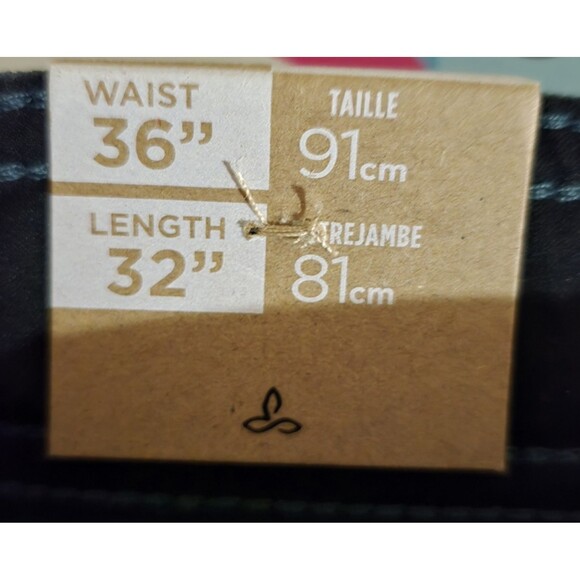 WAIST
36”
TAILLE
91cm
LENGTH
32”
TREJAMBE
81cm